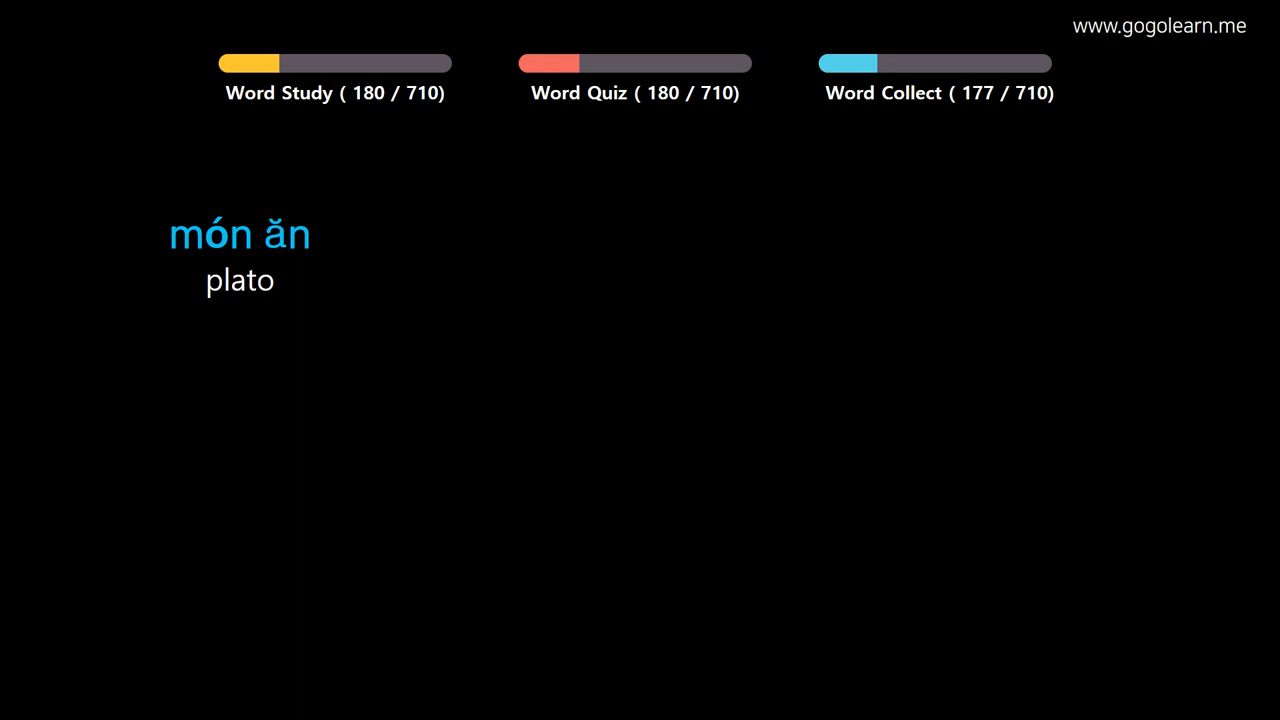 www.gogolearn.me
Word Study ( 180 / 710)
Word Quiz ( 180 / 710)
Word Collect ( 177 / 710)
món ăn
plato